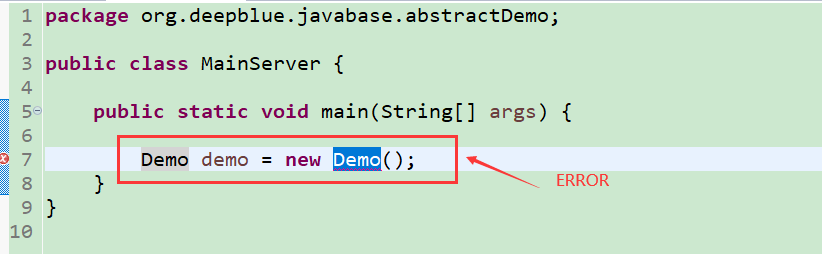 1 package org.deepblue.javabase.abstractDemo;
2
3 public class MainServer {
4
5 public static void main(String[] args) {
6
7 Demo demo = new Demo();
ERROR
8 }
9 }
10